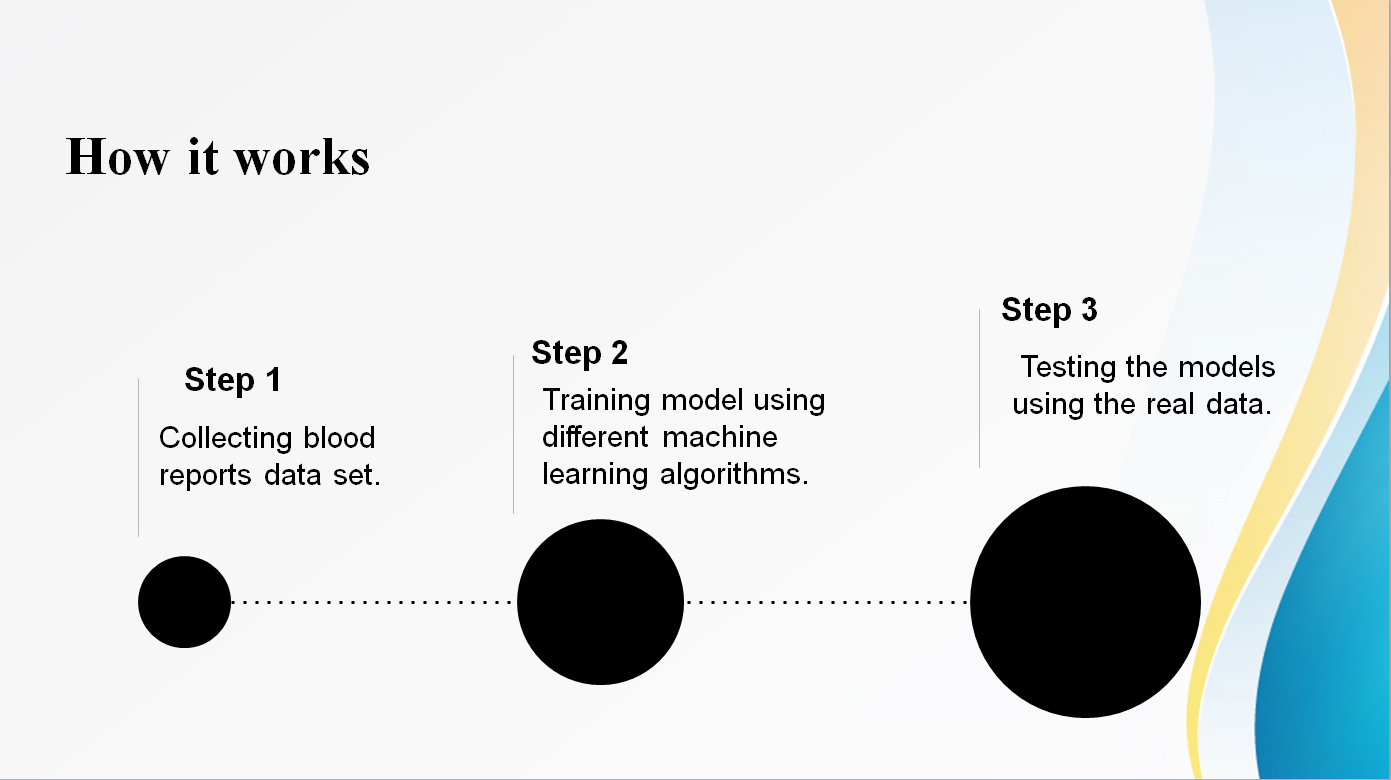 How it works
Step 1
Collecting blood
reports data set.
Step 2
Training model using
different machine
learning algorithms.
Step 3
Testing the models
using the real data.